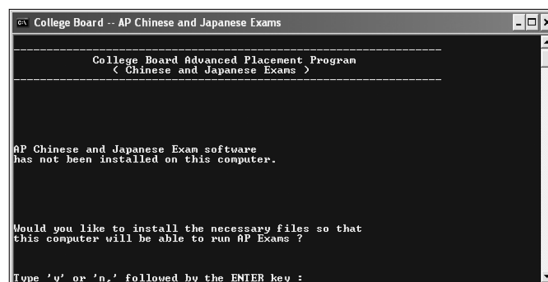 College Board -- AP Chinese and Japanese Exams
College Board Advanced Placement Program
( Chinese and Japanese Exams )
AP Chinese and Japanese Exam software
has not been installed on this computer.
Would you like to install the necessary files so that
this computer will be able to run AP Exams ?
Type 'y' or 'n,' followed by the ENTER key :